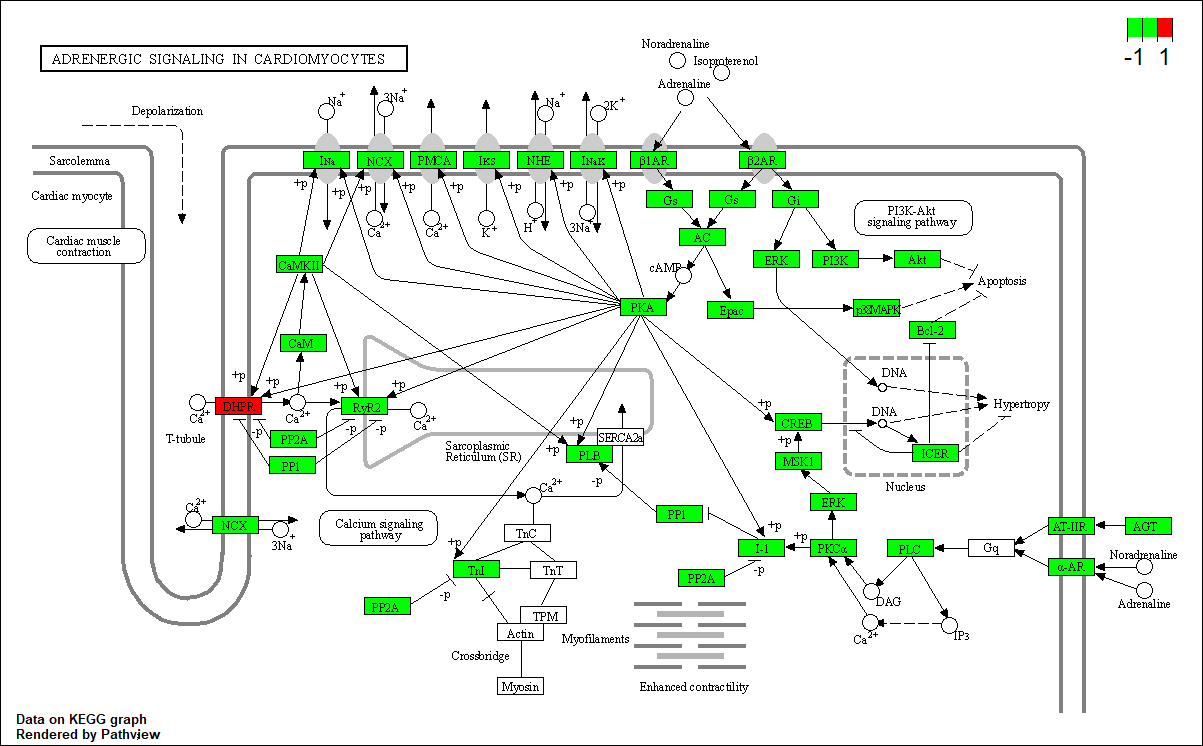 -1 1
ADRENERGIC SIGNALING IN CARDIOMYOCYTES
Noradrenaline
Isoproterenol
Adrenaline
Depolarization
Na+
3Na+
Na+
2K+
Sarcolemma
INa
NCX
PMCA
IKS
NHE
INaK
β1AR
β2AR
+p
+p
+p
+p
+p
+p
+p
Cardiac myocyte
Gs
Gs
Gi
PI3K-Akt
signaling pathway
Ca2+
Ca2+
K+
H+
3Na+
Cardiac muscle
contraction
AC
CaMKII
cAMP
ERK
PI3K
Akt
Apoptosis
PKA
Epac
p38MAPK
Bcl-2
CaM
DNA
+p
+p
+p
+p
DHPR
Ca2+
Ca2+
RyR2
Ca2+
+p
DNA
Hypertropy
T-tubule
-p
PP2A
-p
-p
PP1
CREB
+p
SERCA2a
Sarcoplasmic
Reticulum (SR)
+p
+p
PLB
-p
MSK1
ICER
Nucleus
Ca2+
NCX
3Na
Calcium signaling
pathway
Ca2+
PP1
ERK
TnC
+p
+p
I-1
+p
PKCα
PLC
Gq
AT-IIR
AGT
-p
TnI
TnT
PP2A
-p
α-AR
Noradrenaline
Adrenaline
PP2A
DAG
IP3
Ca2+
TPM
Actin
Myofilaments
Crossbridge
Myosin
Enhanced contractility
Data on KEGG graph
Rendered by Pathview